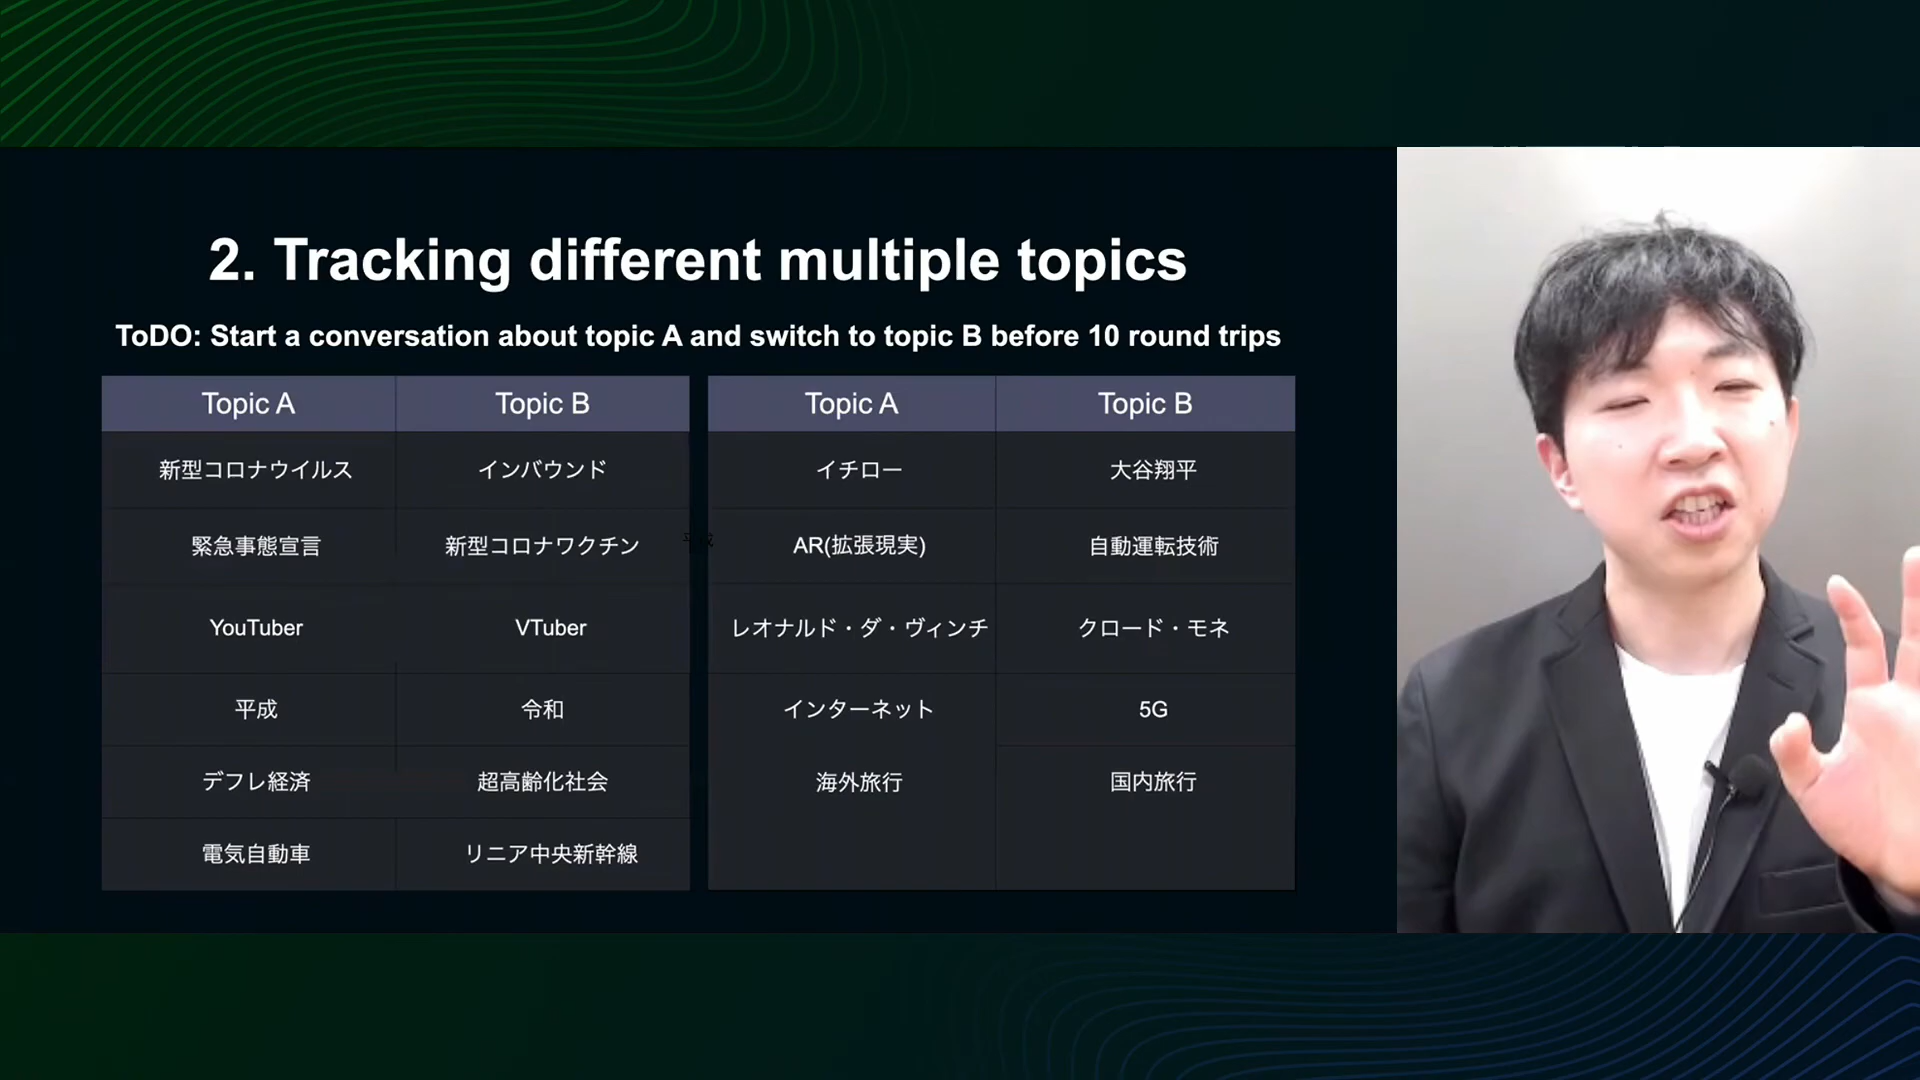 2. Tracking different multiple topics
ToDO: Start a conversation about topic A and switch to topic B before 10 round trips
Topic A Topic B
新型コロナウイルス インバウンド
緊急事態宣言 新型コロナワクチン
YouTuber VTuber
平成 令和
デフレ経済 超高齢化社会
電気自動車 リニア中央新幹線
Topic A Topic B
イチロー 大谷翔平
AR(拡張現実) 自動運転技術
レオナルド・ダ・ヴィンチ クロード・モネ
インターネット 5G
海外旅行 国内旅行